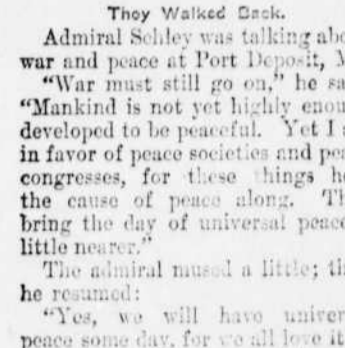 They Walked Back.
Admiral Schley was talking abo
war and peace at Port Deposit, M
"War must still go on," he sa
"Mankind is not yet highly enou
developed to be peaceful. Yet I a
in favor of peace societies and pea
congresses, for these things he
the cause of peace along. Th
bring the day of universal peace
little nearer."
The admiral mused a little; th
he resumed:
"Yes, we will have univer
peace some day, for we all love it